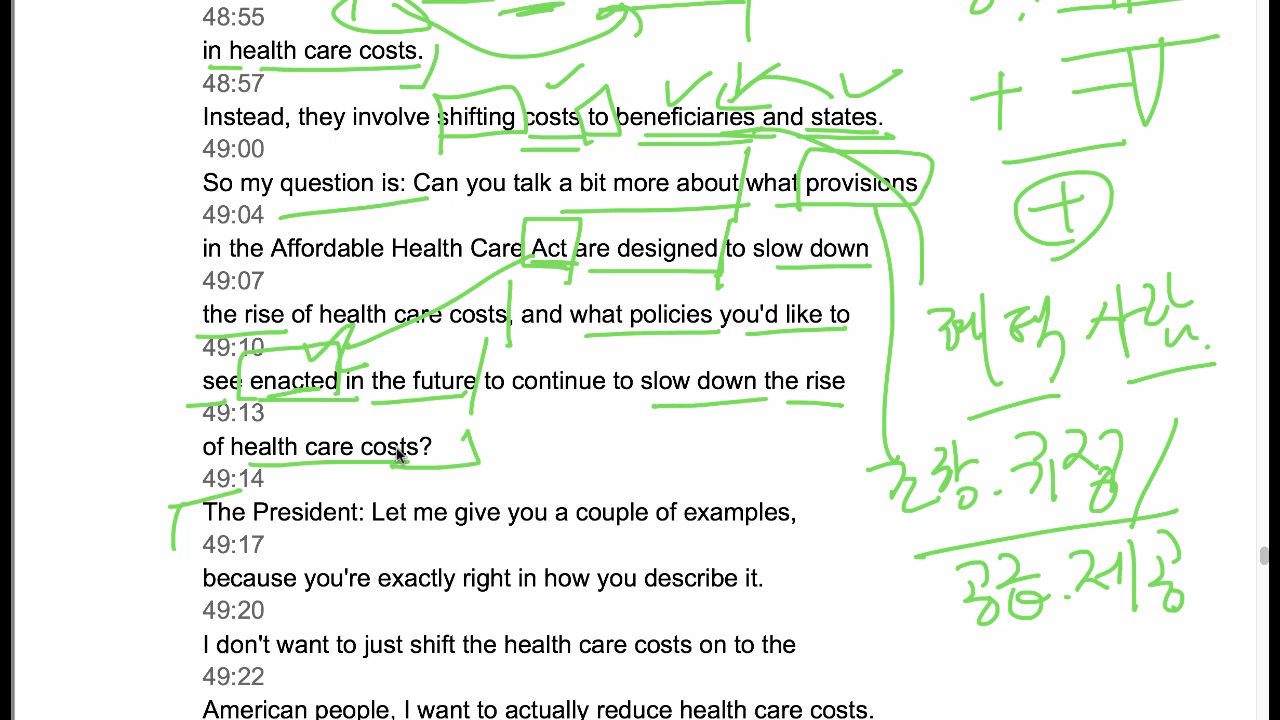 48:55
in health care costs.
48:57
Instead, they involve shifting costs to beneficiaries and states.
49:00
So my question is: Can you talk a bit more about what provisions
49:04
in the Affordable Health Care Act are designed to slow down
49:07
the rise of health care costs, and what policies you'd like to
49:10
see enacted in the future to continue to slow down the rise
49:13
of health care costs?
49:14
The President: Let me give you a couple of examples,
49:17
because you're exactly right in how you describe it.
49:20
I don't want to just shift the health care costs on to the
49:22
American people, I want to actually reduce health care costs.
혜택 사람.
조항. 규정
공급.제공